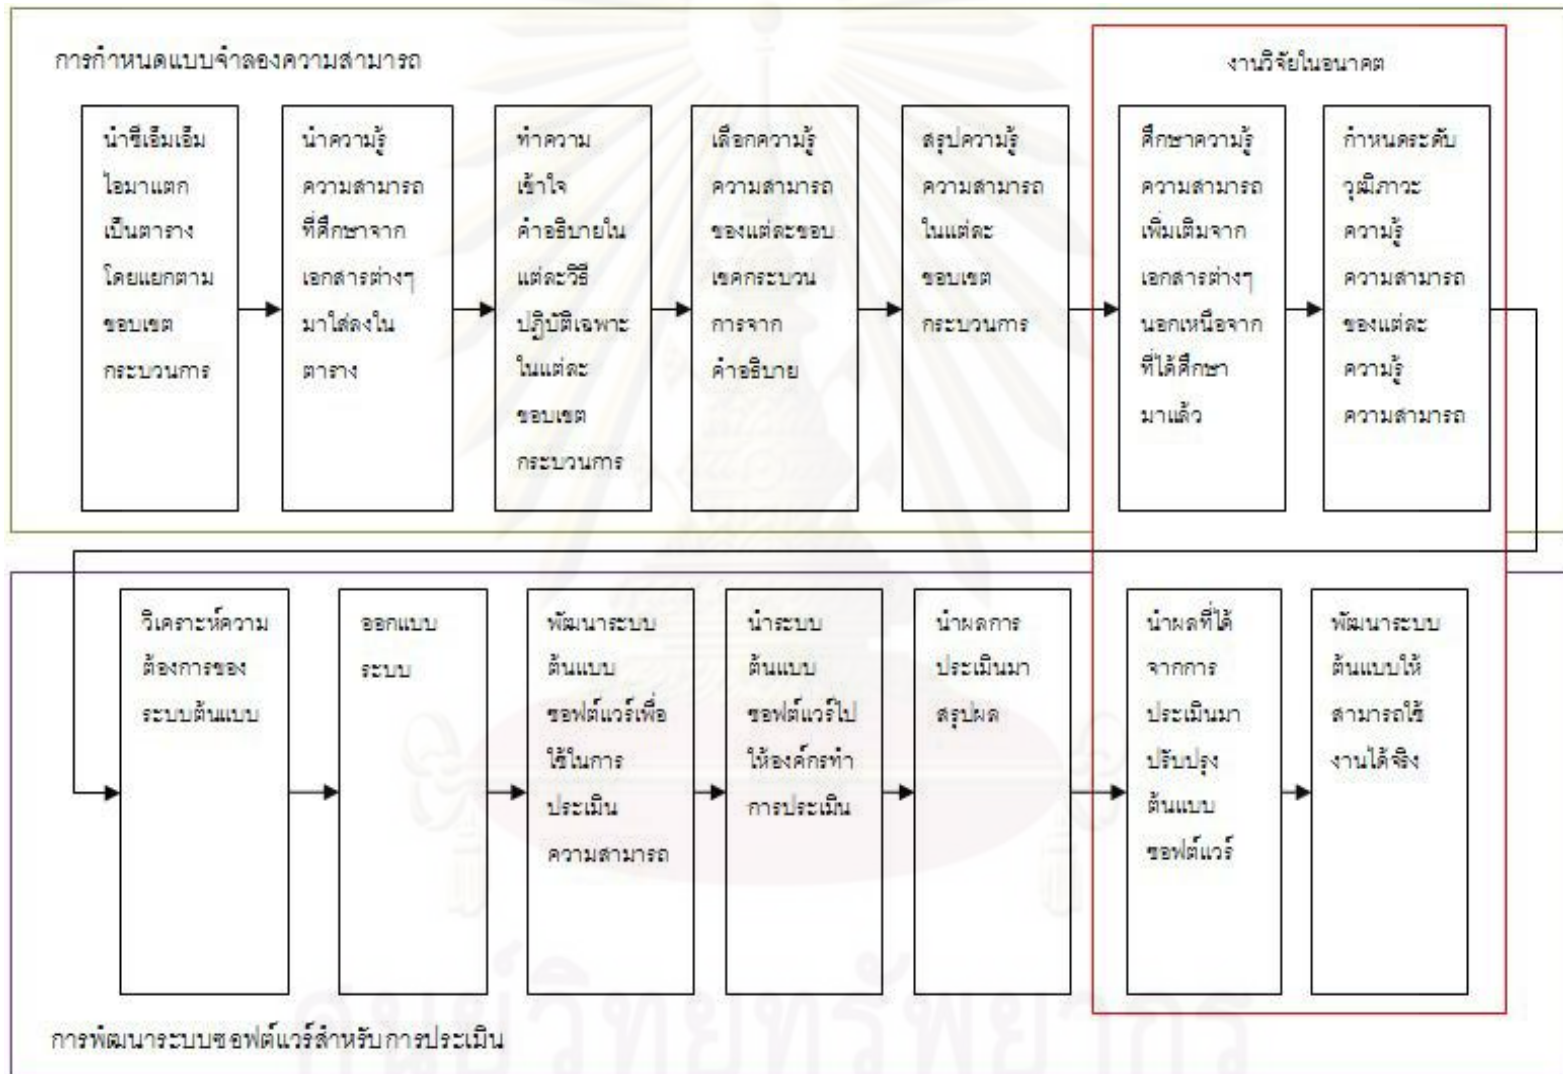 การกำหนดแบบจำลองความสามารถ
งานวิจัยในอนาคต
นำซีเอ็มเอ็ม
ไอมาแตก
เป็นตาราง
โดยแยกตาม
ขอบเขต
กระบวนการ
นำความรู้
ความสามารถ
ที่ศึกษาจาก
เอกสารต่างๆ
มาใส่ลงใน
ตาราง
ทำความ
เข้าใจ
คำอธิบายใน
แต่ละวิธี
ปฏิบัติเฉพาะ
ในแต่ละ
ขอบเขต
กระบวนการ
เลือกความรู้
ความสามารถ
ของแต่ละขอบ
เขตกระบวน
การจาก
คำอธิบาย
สรุปความรู้
ความสามารถ
ในแต่ละ
ขอบเขต
กระบวนการ
ศึกษาความรู้
ความสามารถ
เพิ่มเติมจาก
เอกสารต่างๆ
นอกเหนือจาก
ที่ได้ศึกษา
มาแล้ว
กำหนดระดับ
วุฒิภาวะ
ความรู้
ความสามารถ
ของแต่ละ
ความรู้
ความสามารถ
วิเคราะห์ความ
ต้องการของ
ระบบต้นแบบ
ออกแบบ
ระบบ
พัฒนาระบบ
ต้นแบบ
ซอฟต์แวร์เพื่อ
ใช้ในการ
ประเมิน
ความสามารถ
นำระบบ
ต้นแบบ
ซอฟต์แวร์ไป
ให้องค์กรทำ
การประเมิน
นำผลการ
ประเมินมา
สรุปผล
นำผลที่ได้
จากการ
ประเมินมา
ปรับปรุง
ต้นแบบ
ซอฟต์แวร์
พัฒนาระบบ
ต้นแบบให้
สามารถใช้
งานได้จริง
การพัฒนาระบบซอฟต์แวร์สำหรับการประเมิน
ศูนย์วิทยทรัพยากร